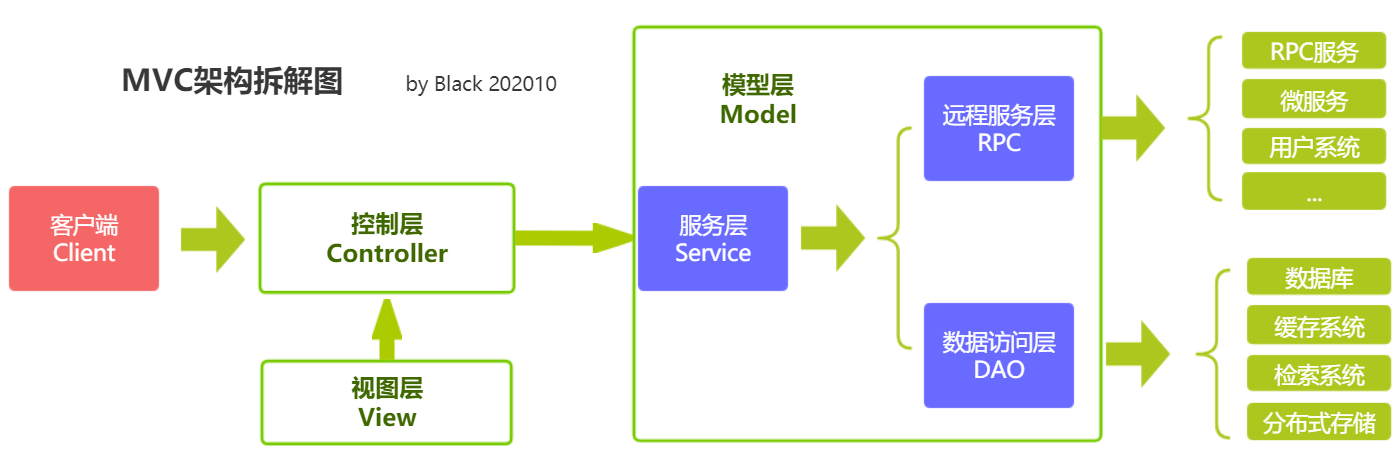 MVC架构拆解图
by Black 202010
客户端
Client
控制层
Controller
视图层
View
模型层
Model
服务层
Service
远程服务层
RPC
数据访问层
DAO
RPC服务
微服务
用户系统
...
数据库
缓存系统
检索系统
分布式存储